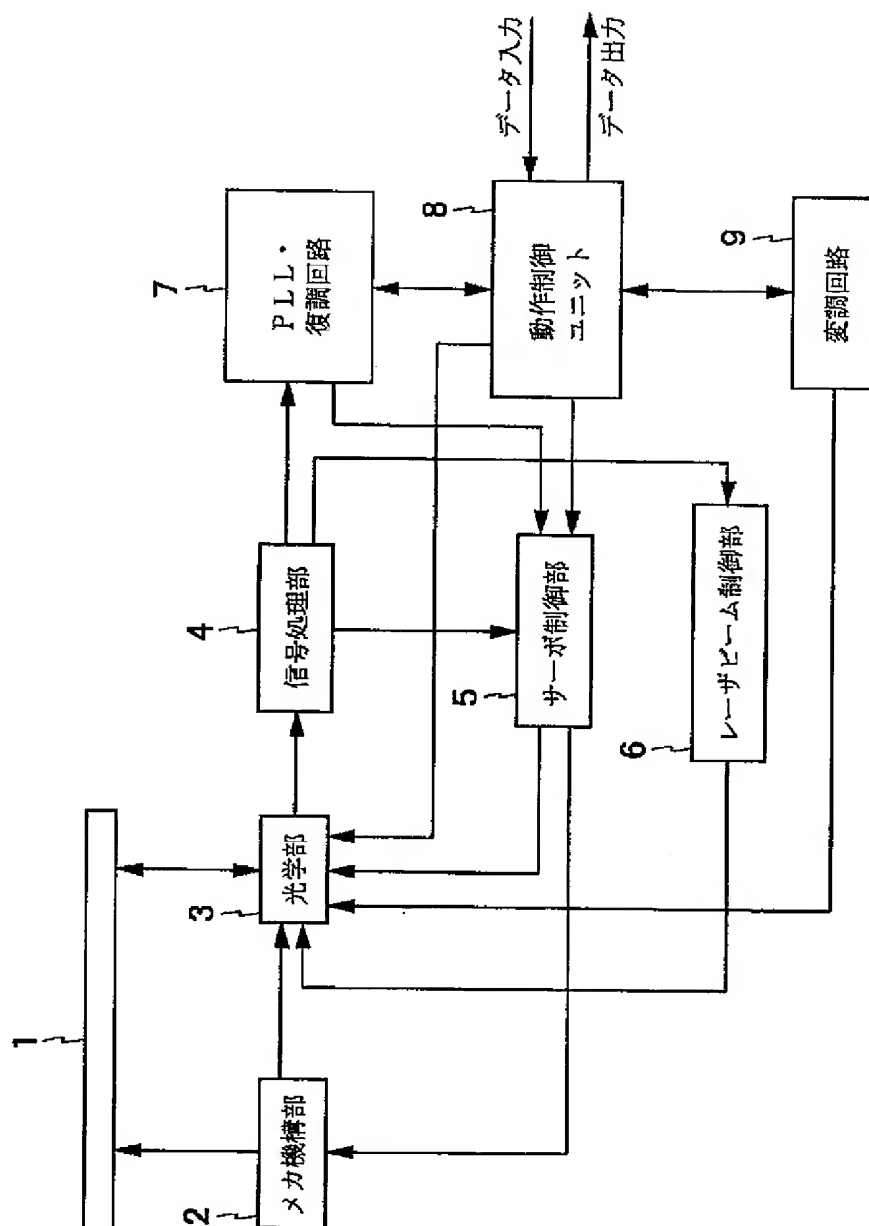 1
2
メカ機構部
3
光学部
4
信号処理部
5
サーボ制御部
6
レーザビーム制御部
7
PLL・
復調回路
8
動作制御
ユニット
データ入力
データ出力
9
変調回路